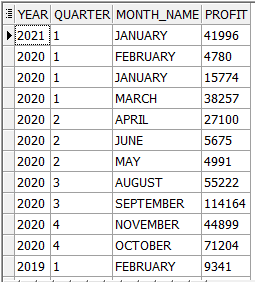 YEAR QUARTER MONTH_NAME PROFIT
2021 1 JANUARY 41996
2020 1 FEBRUARY 4780
2020 1 JANUARY 15774
2020 1 MARCH 38257
2020 2 APRIL 27100
2020 2 JUNE 5675
2020 2 MAY 4991
2020 3 AUGUST 55222
2020 3 SEPTEMBER 114164
2020 4 NOVEMBER 44899
2020 4 OCTOBER 71204
2019 1 FEBRUARY 9341